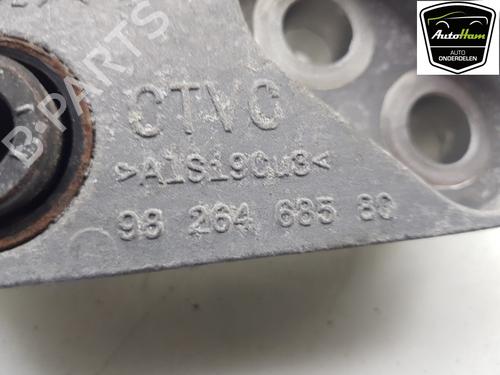 AutoHam
AUTO
ONDERDELEN
B-PARTS
CTVC
>AlSi9Cu3<
98 264 685 80